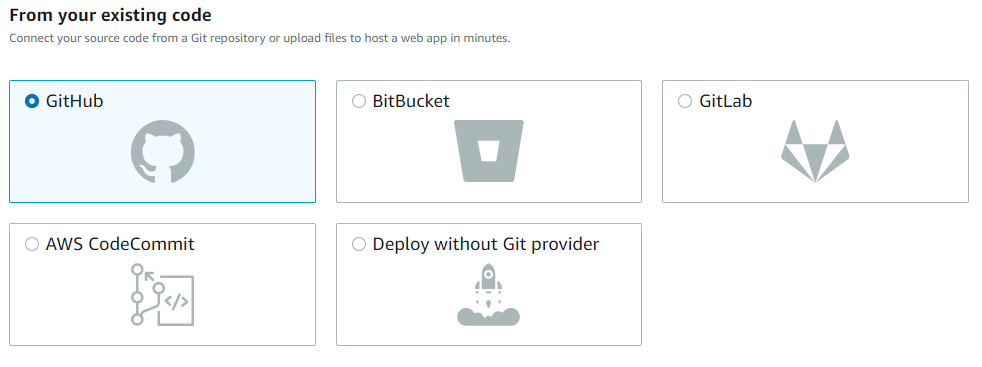 From your existing code
Connect your source code from a Git repository or upload files to host a web app in minutes.
GitHub
BitBucket
GitLab
AWS CodeCommit
Deploy without Git provider